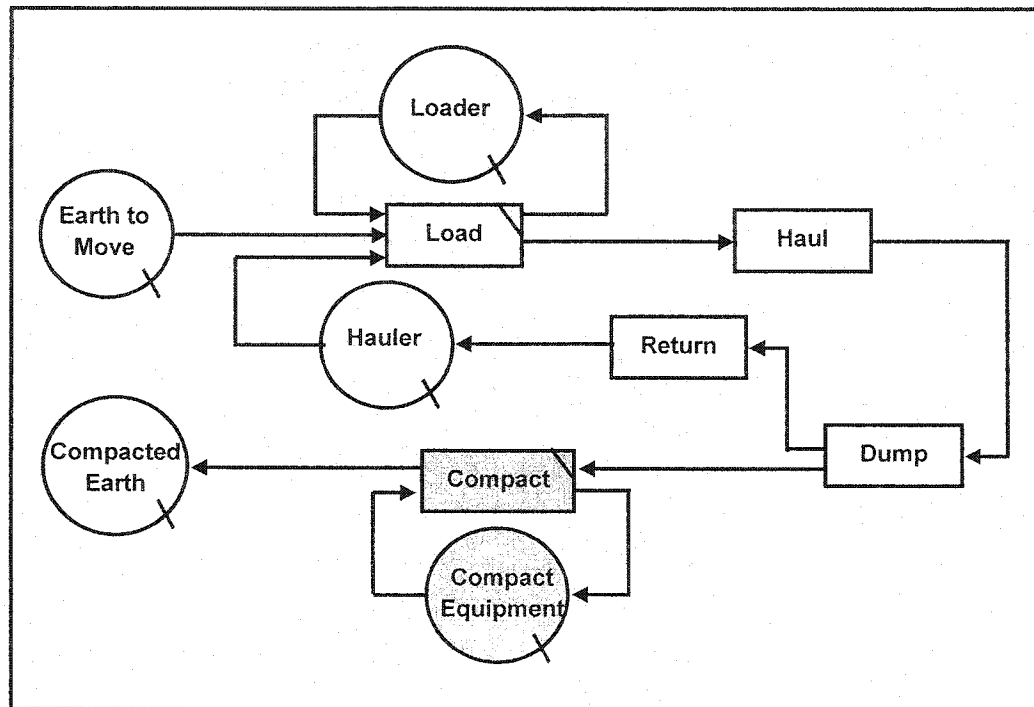 Loader
Earth to
Move
Load
Haul
Hauler
Return
Compacted
Earth
Compact
Dump
Compact
Equipment